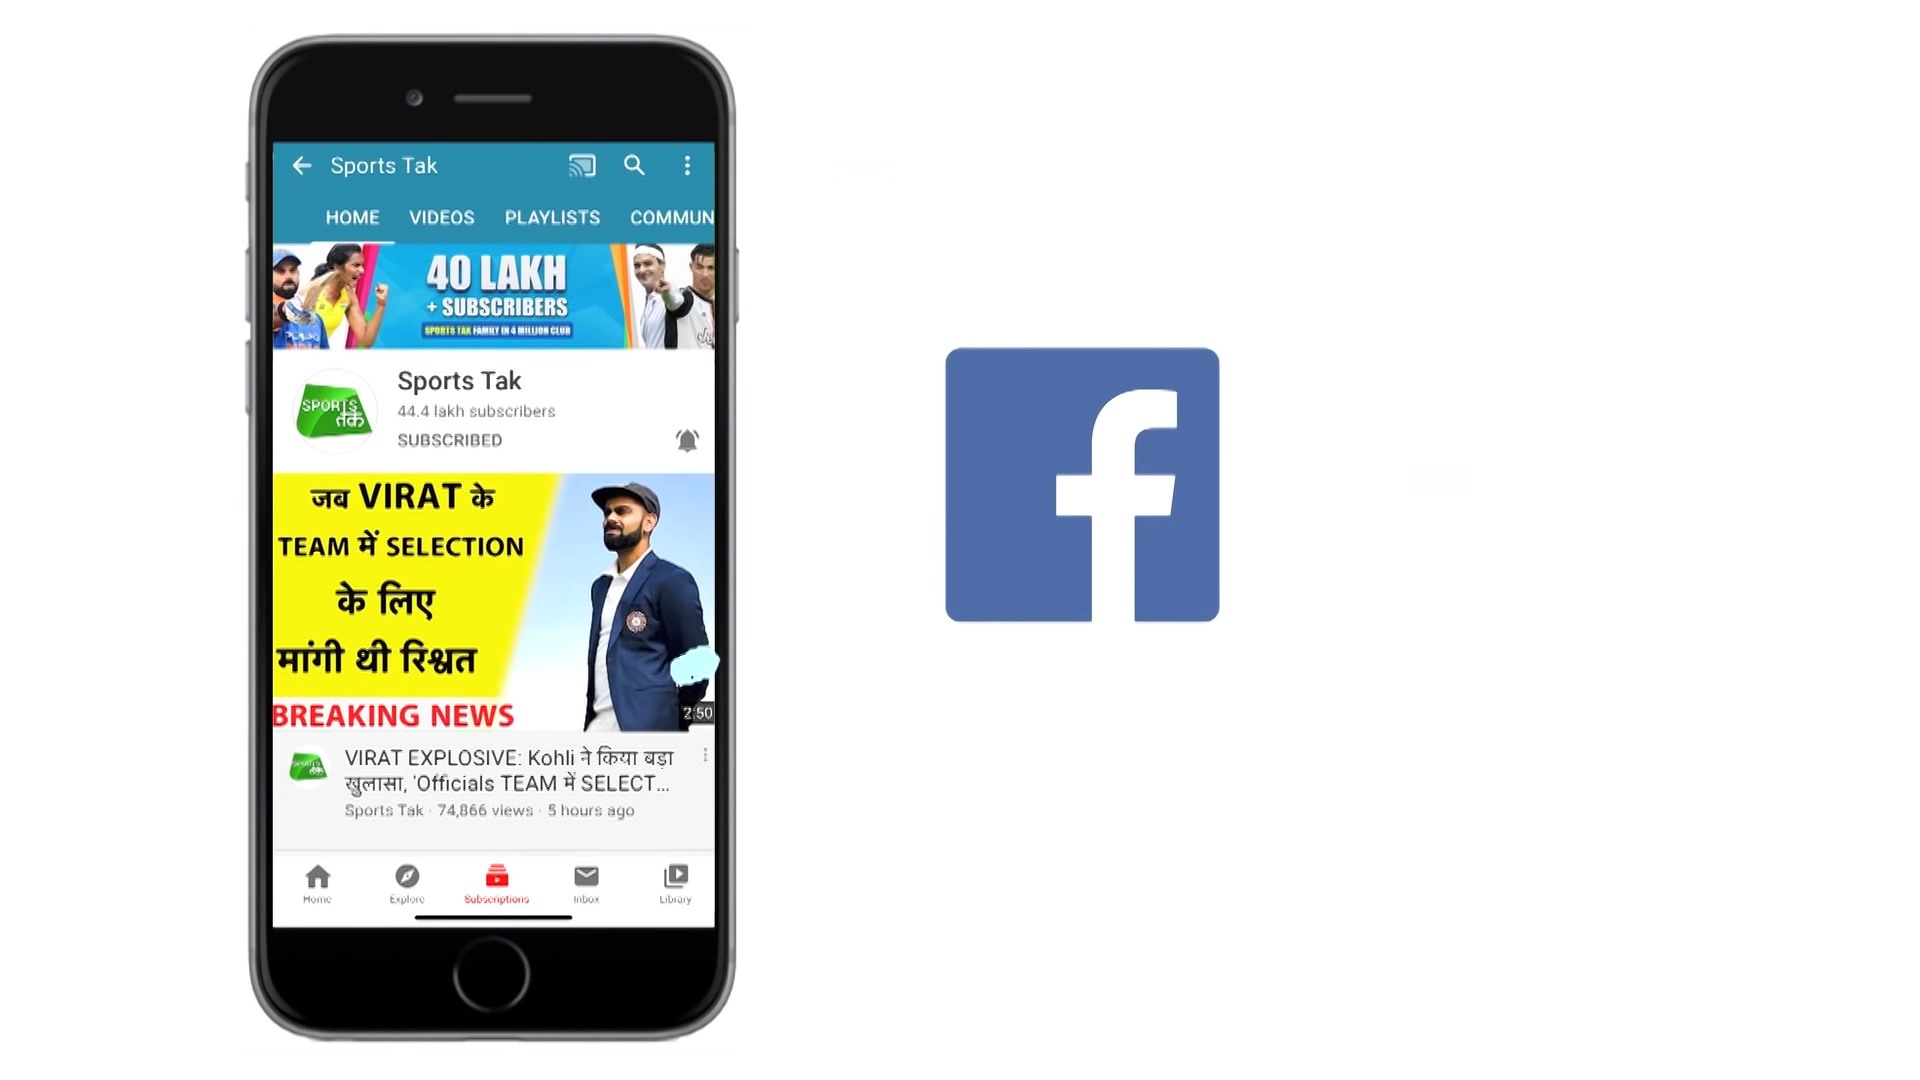 Sports Tak
HOME VIDEOS PLAYLISTS COMMUN
40 LAKH
+ SUBSCRIBERS
SPORTS TAK FAMILY IN 4 MILLION CLUB
SPORTS
तक
Sports Tak
44.4 lakh subscribers
SUBSCRIBED
जब VIRAT के
TEAM में SELECTION
के लिए
मांगी थी रिश्वत
BREAKING NEWS
2:50
SPORTS
तक
VIRAT EXPLOSIVE: Kohli ने किया बड़ा
खुलासा, 'Officials TEAM में SELECT...
Sports Tak · 74,866 views · 5 hours ago
Home Explore Subscriptions Inbox Library